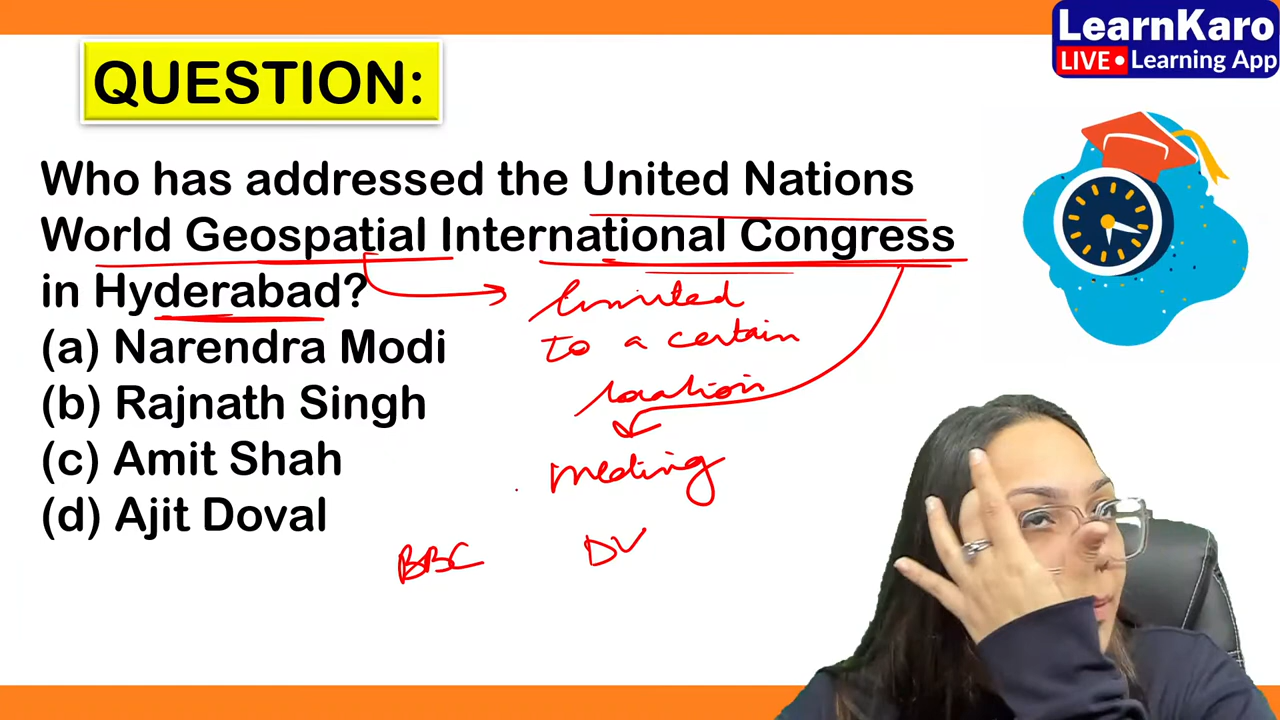 LearnKaro
LIVE • Learning App
QUESTION:
Who has addressed the United Nations
World Geospatial International Congress
in Hyderabad?
(a) Narendra Modi
(b) Rajnath Singh
(c) Amit Shah
(d) Ajit Doval
limited
to a certain
location
meeting
BBC
DV